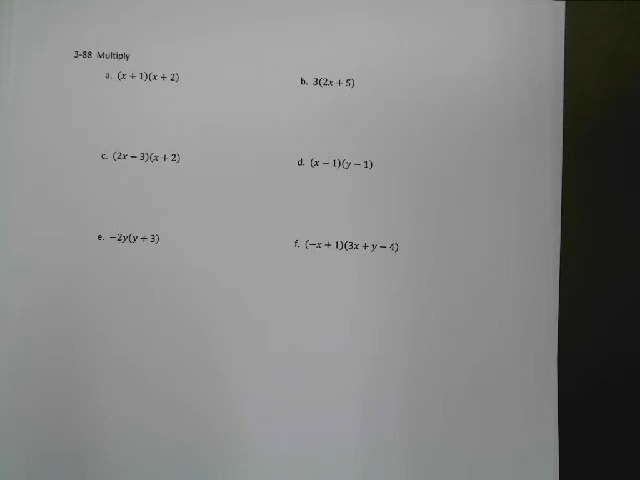 3-88 Multiply
a. (x + 1)(x + 2)
b. 3(2x + 5)
c. (2x − 3)(x + 2)
d. (x − 1)(y − 1)
e. −2y(y + 3)
f. (−x + 1)(3x + y − 4)